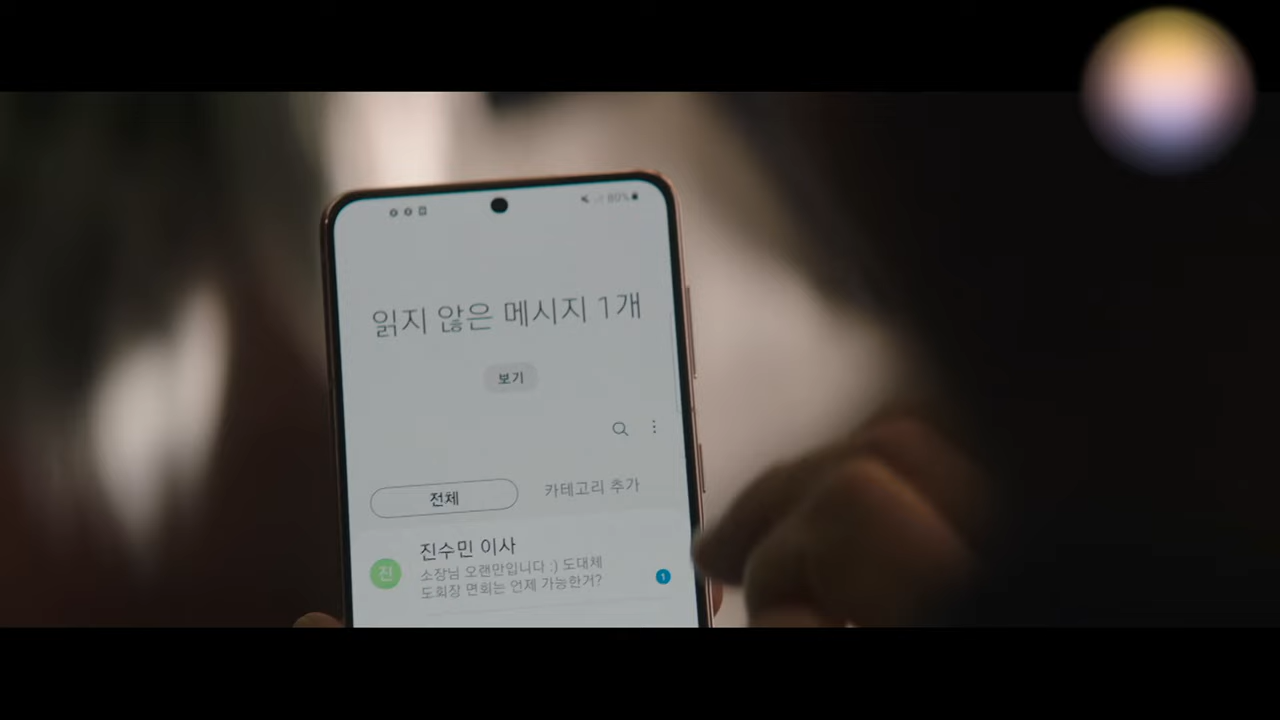 80%
읽지 않은 메시지 1개
보기
전체
카테고리 추가
진수민 이사
진
소장님 오랜만입니다 :) 도대체
도회장 면회는 언제 가능한거?
1